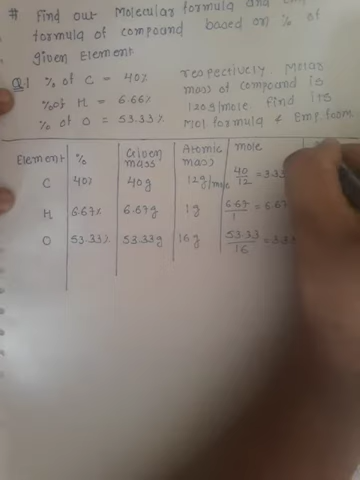 # Find out Molecular formula and
formula of compound based on % of
given Element
Q.1 % of C = 40% respectively. Molar
% of H = 6.66% mass of compound is
% of O = 53.33% 120g/mole find its
Mol formula & Emp. foam
Element % Given mass Atomic mass mole
C 40% 40g 12g/mole 40/12 = 3.33
H 6.67% 6.67g 1g 6.67/1 = 6.67
O 53.33% 53.33g 16g 53.33/16 = 3.33